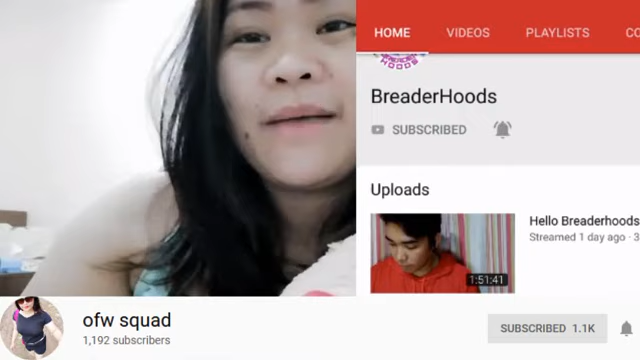 HOME VIDEOS PLAYLISTS
BreaderHoods
SUBSCRIBED
Uploads
Hello Breaderhoods
Streamed 1 day ago · 3
1:51:41
ofw squad
1,192 subscribers
SUBSCRIBED 1.1K